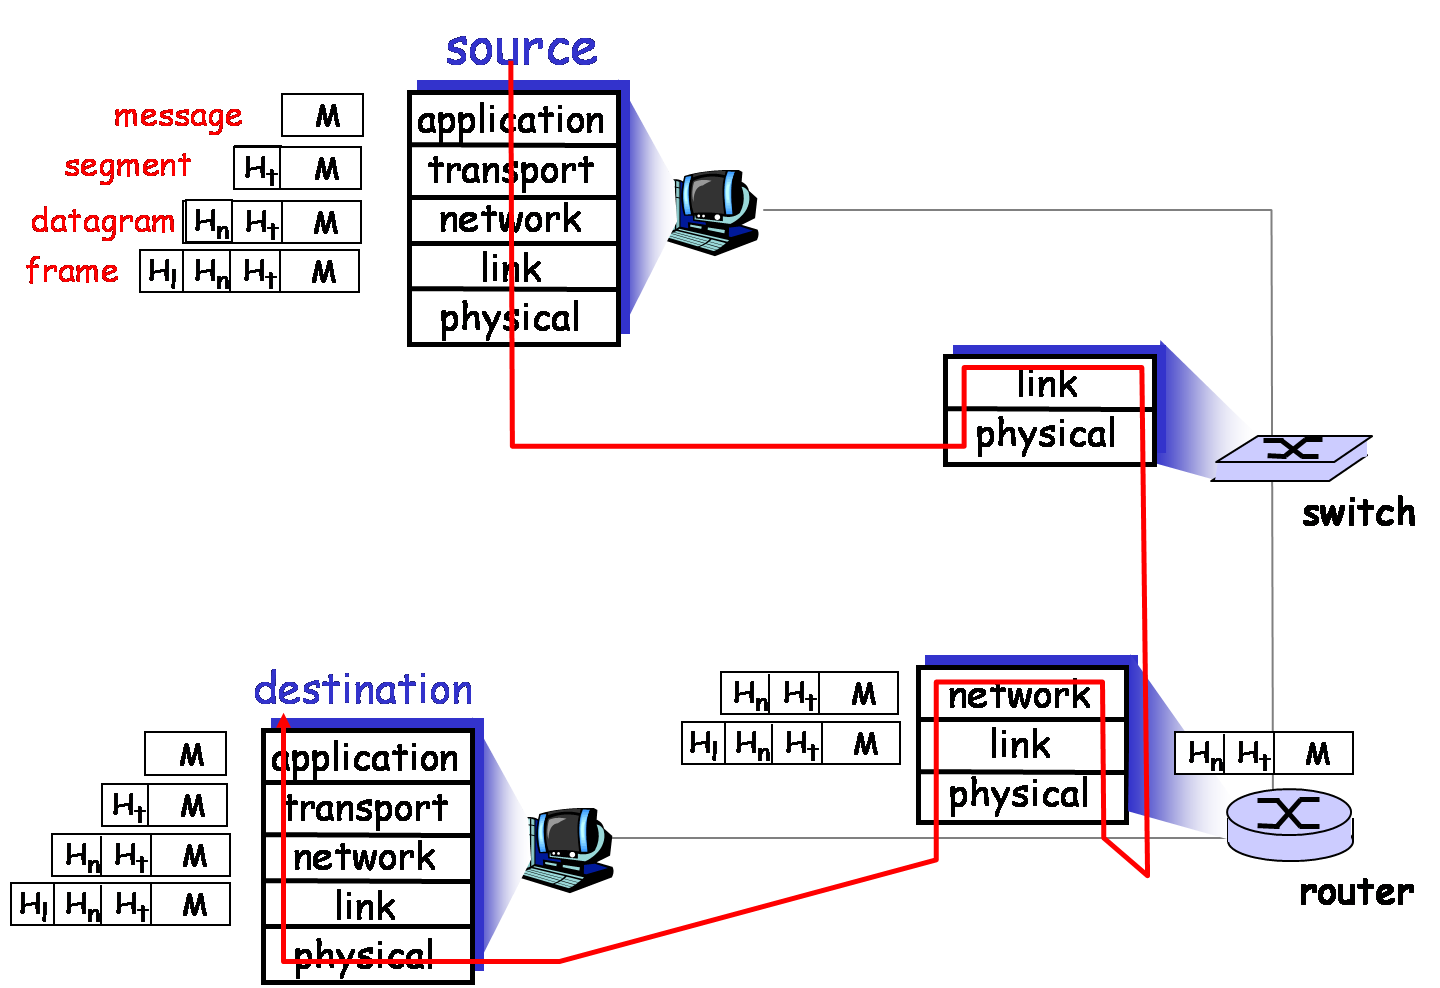 source
message M
segment Ht M
datagram Hn Ht M
frame Hl Hn Ht M
application
transport
network
link
physical
link
physical
switch
destination
M
Ht M
Hn Ht M
Hl Hn Ht M
application
transport
network
link
physical
Hn Ht M
Hl Hn Ht M
network
link
physical
Hn Ht M
router